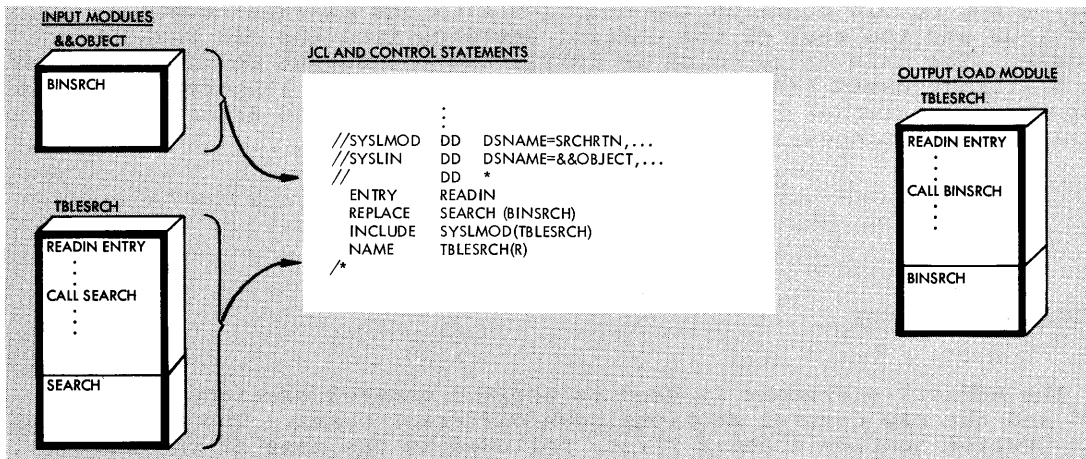 INPUT MODULES
&&OBJECT
BINSRCH
TBLESRCH
READIN ENTRY
CALL SEARCH
SEARCH
JCL AND CONTROL STATEMENTS
//SYSLMOD DD DSNAME=SRCHRTN,...
//SYSLIN DD DSNAME=&&OBJECT,...
// DD *
ENTRY READIN
REPLACE SEARCH (BINSRCH)
INCLUDE SYSLMOD(TBLESRCH)
NAME TBLESRCH(R)
/*
OUTPUT LOAD MODULE
TBLESRCH
READIN ENTRY
CALL BINSRCH
BINSRCH